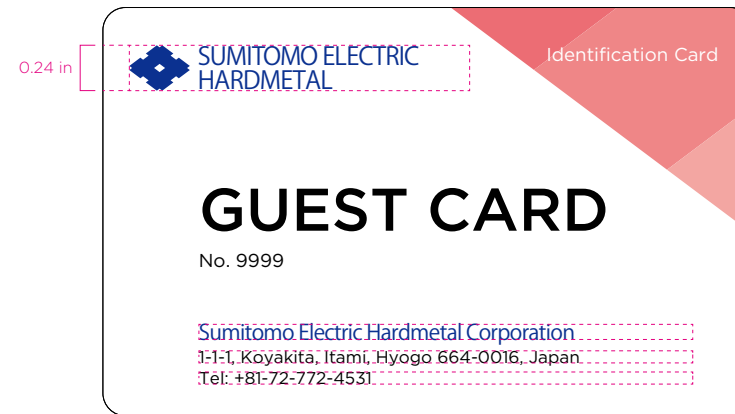 0.24 in
SUMITOMO ELECTRIC
HARDMETAL
Identification Card
GUEST CARD
No. 9999
Sumitomo Electric Hardmetal Corporation
1-1-1, Koyakita, Itami, Hyogo 664-0016, Japan
Tel: +81-72-772-4531